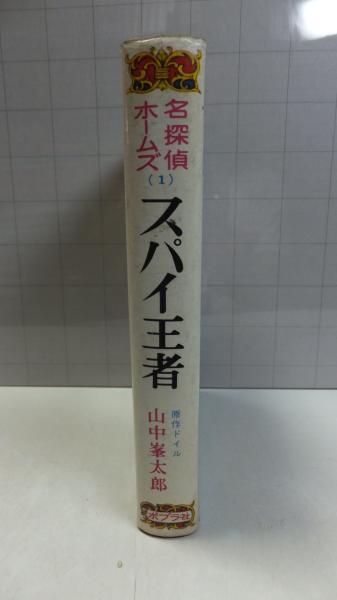 名探偵
ホームズ
(1)
スパイ王者
原作ドイル
山中峯太郎
ポプラ社